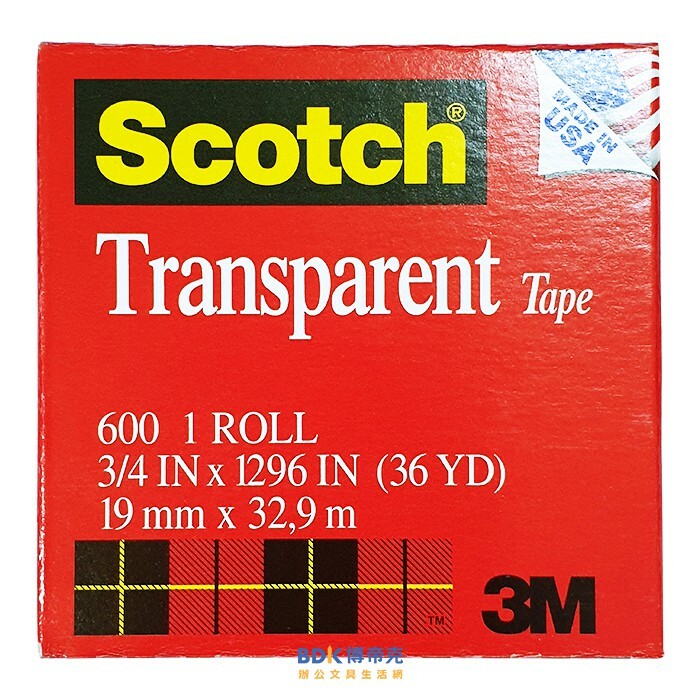 Scotch®
MADE IN
USA
Transparent Tape
600 1 ROLL
3/4 IN x 1296 IN (36 YD)
19 mm x 32,9 m
TM
3M
BDK博帝克
辦公文具生活網